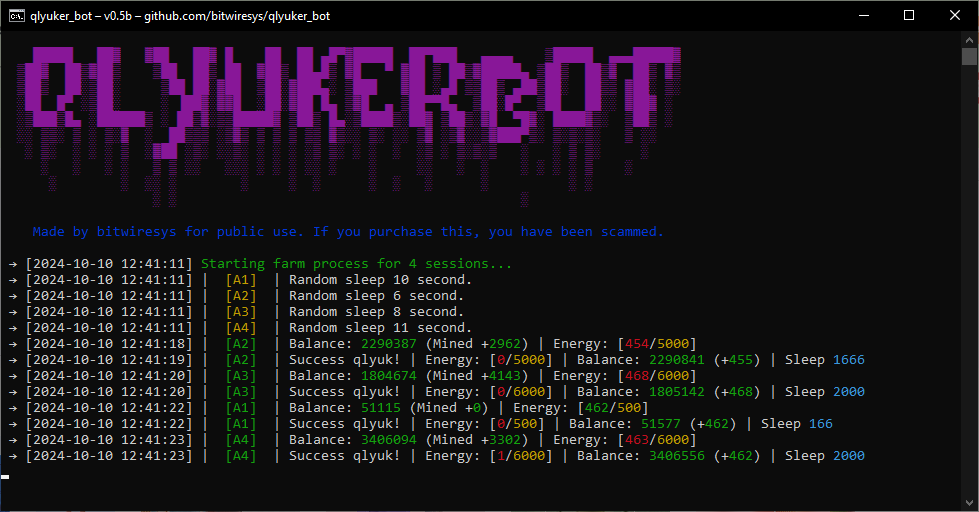 qlyuker_bot – v0.5b – github.com/bitwiresys/qlyuker_bot
QLYUKERBOT
Made by bitwiresys for public use. If you purchase this, you have been scammed.
→ [2024-10-10 12:41:11] Starting farm process for 4 sessions...
→ [2024-10-10 12:41:11] | [A1] | Random sleep 10 second.
→ [2024-10-10 12:41:11] | [A2] | Random sleep 6 second.
→ [2024-10-10 12:41:11] | [A3] | Random sleep 8 second.
→ [2024-10-10 12:41:11] | [A4] | Random sleep 11 second.
→ [2024-10-10 12:41:18] | [A2] | Balance: 2290387 (Mined +2962) | Energy: [454/5000]
→ [2024-10-10 12:41:19] | [A2] | Success qlyuk! | Energy: [0/5000] | Balance: 2290841 (+455) | Sleep 1666
→ [2024-10-10 12:41:20] | [A3] | Balance: 1804674 (Mined +4143) | Energy: [468/6000]
→ [2024-10-10 12:41:20] | [A3] | Success qlyuk! | Energy: [0/6000] | Balance: 1805142 (+468) | Sleep 2000
→ [2024-10-10 12:41:22] | [A1] | Balance: 51115 (Mined +0) | Energy: [462/500]
→ [2024-10-10 12:41:22] | [A1] | Success qlyuk! | Energy: [0/500] | Balance: 51577 (+462) | Sleep 166
→ [2024-10-10 12:41:23] | [A4] | Balance: 3406094 (Mined +3302) | Energy: [463/6000]
→ [2024-10-10 12:41:23] | [A4] | Success qlyuk! | Energy: [1/6000] | Balance: 3406556 (+462) | Sleep 2000